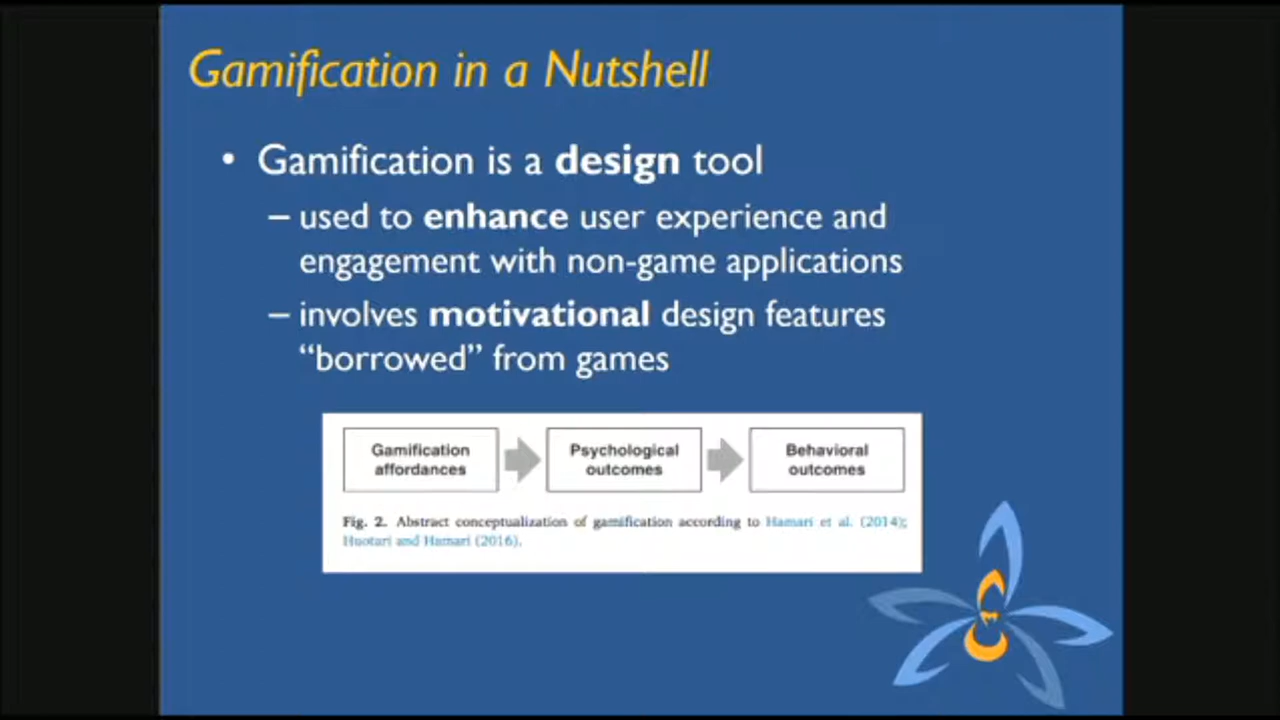 Gamification in a Nutshell
• Gamification is a design tool
– used to enhance user experience and
engagement with non-game applications
– involves motivational design features
“borrowed” from games
Gamification
affordances
Psychological
outcomes
Behavioral
outcomes
Fig. 2. Abstract conceptualization of gamification according to Hamari et al. (2014);
Huotari and Hamari (2016).